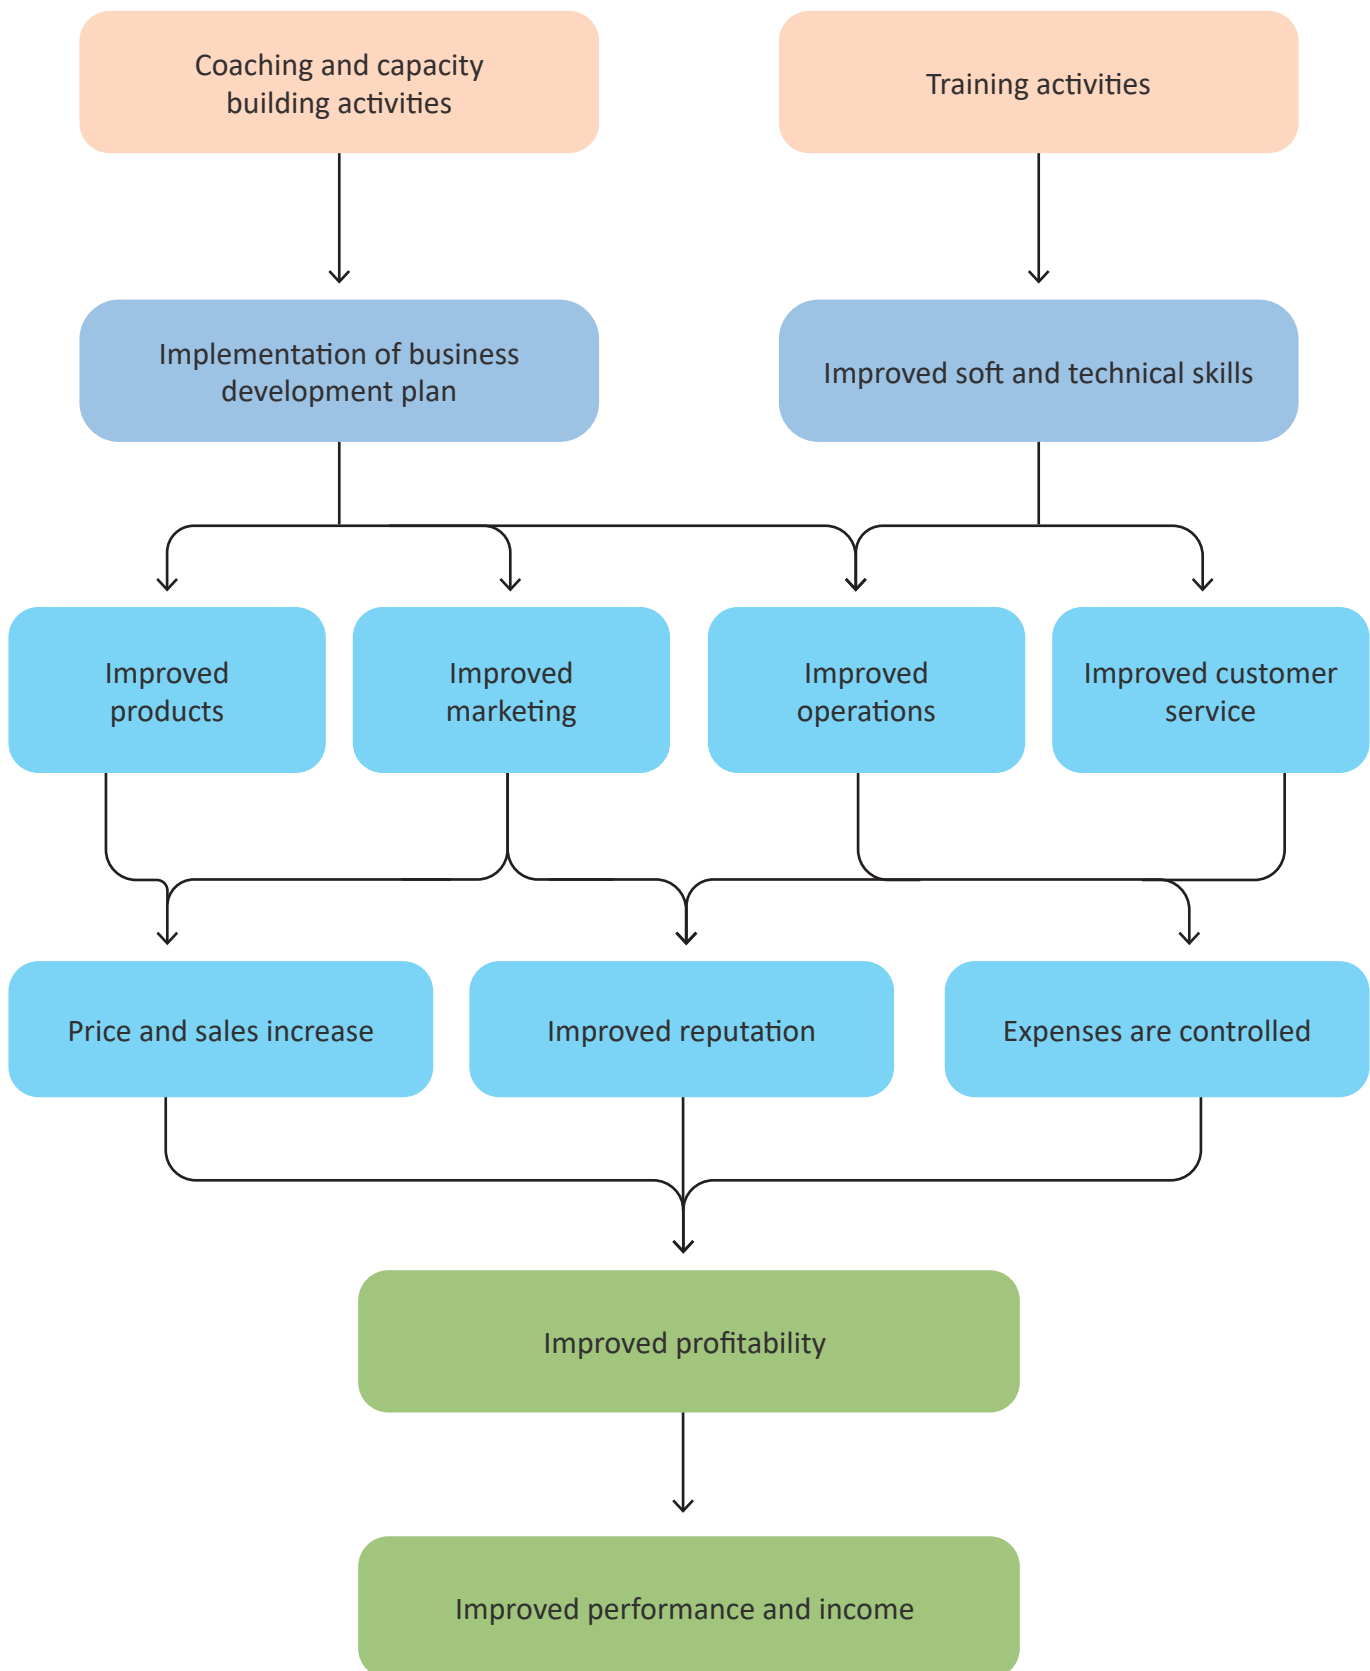 Coaching and capacity
building activities
Training activities
Implementation of business
development plan
Improved soft and technical skills
Improved
products
Improved
marketing
Improved
operations
Improved customer
service
Price and sales increase
Improved reputation
Expenses are controlled
Improved profitability
Improved performance and income